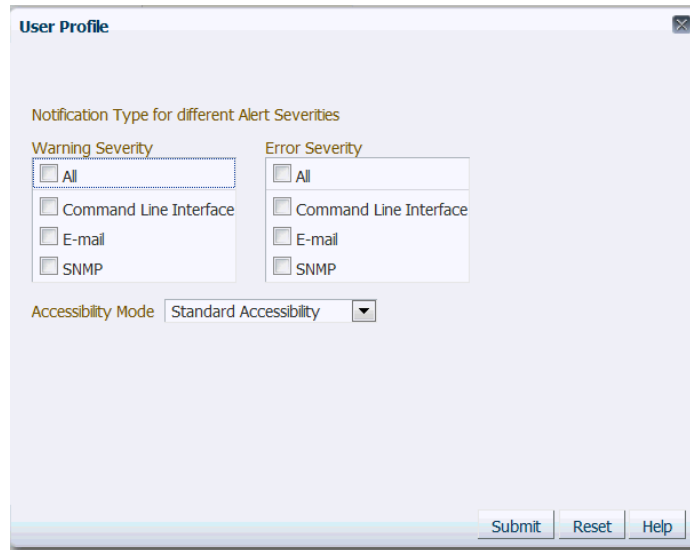 User Profile
Notification Type for different Alert Severities
Warning Severity
All
Command Line Interface
E-mail
SNMP
Error Severity
All
Command Line Interface
E-mail
SNMP
Accessibility Mode Standard Accessibility
Submit Reset Help